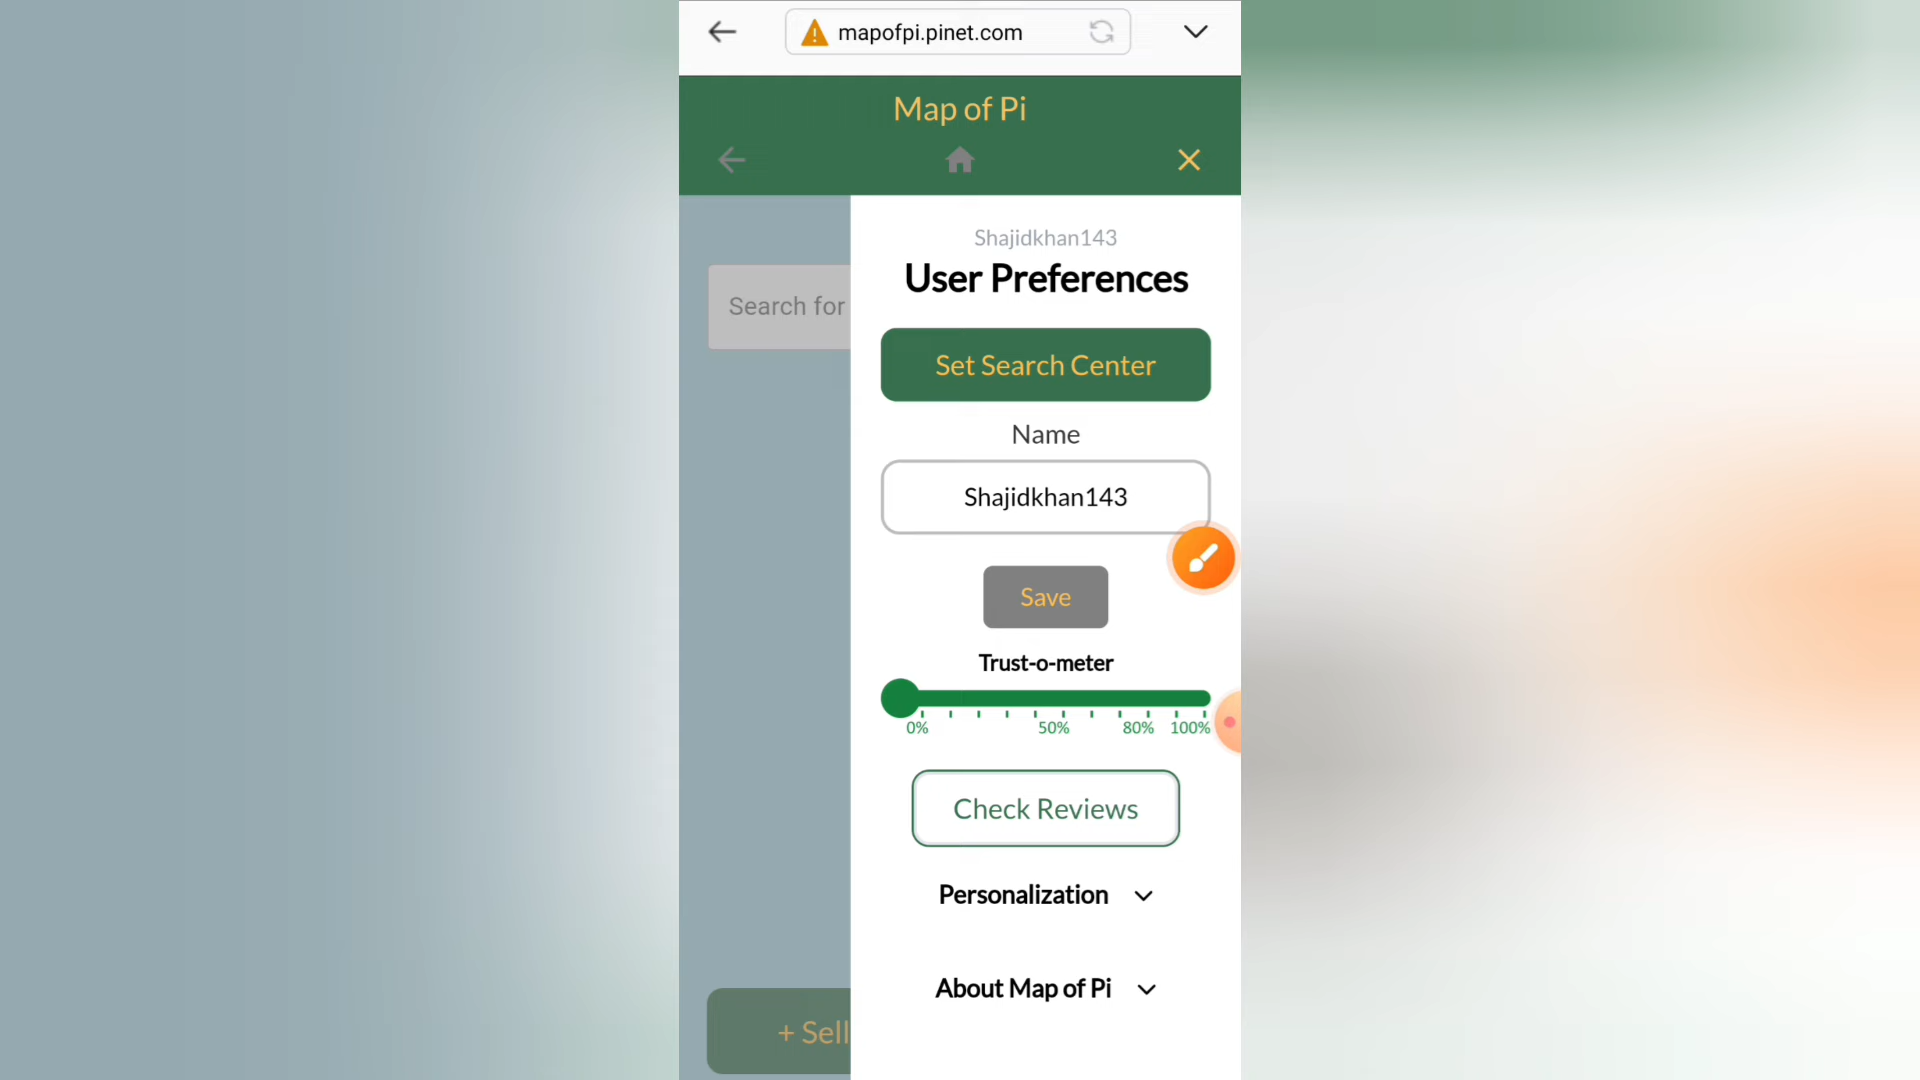 mapofpi.pinet.com
Map of Pi
Shajidkhan143
User Preferences
Search for
Set Search Center
Name
Shajidkhan143
Save
Trust-o-meter
0% 50% 80% 100%
Check Reviews
Personalization
About Map of Pi
+ Sell